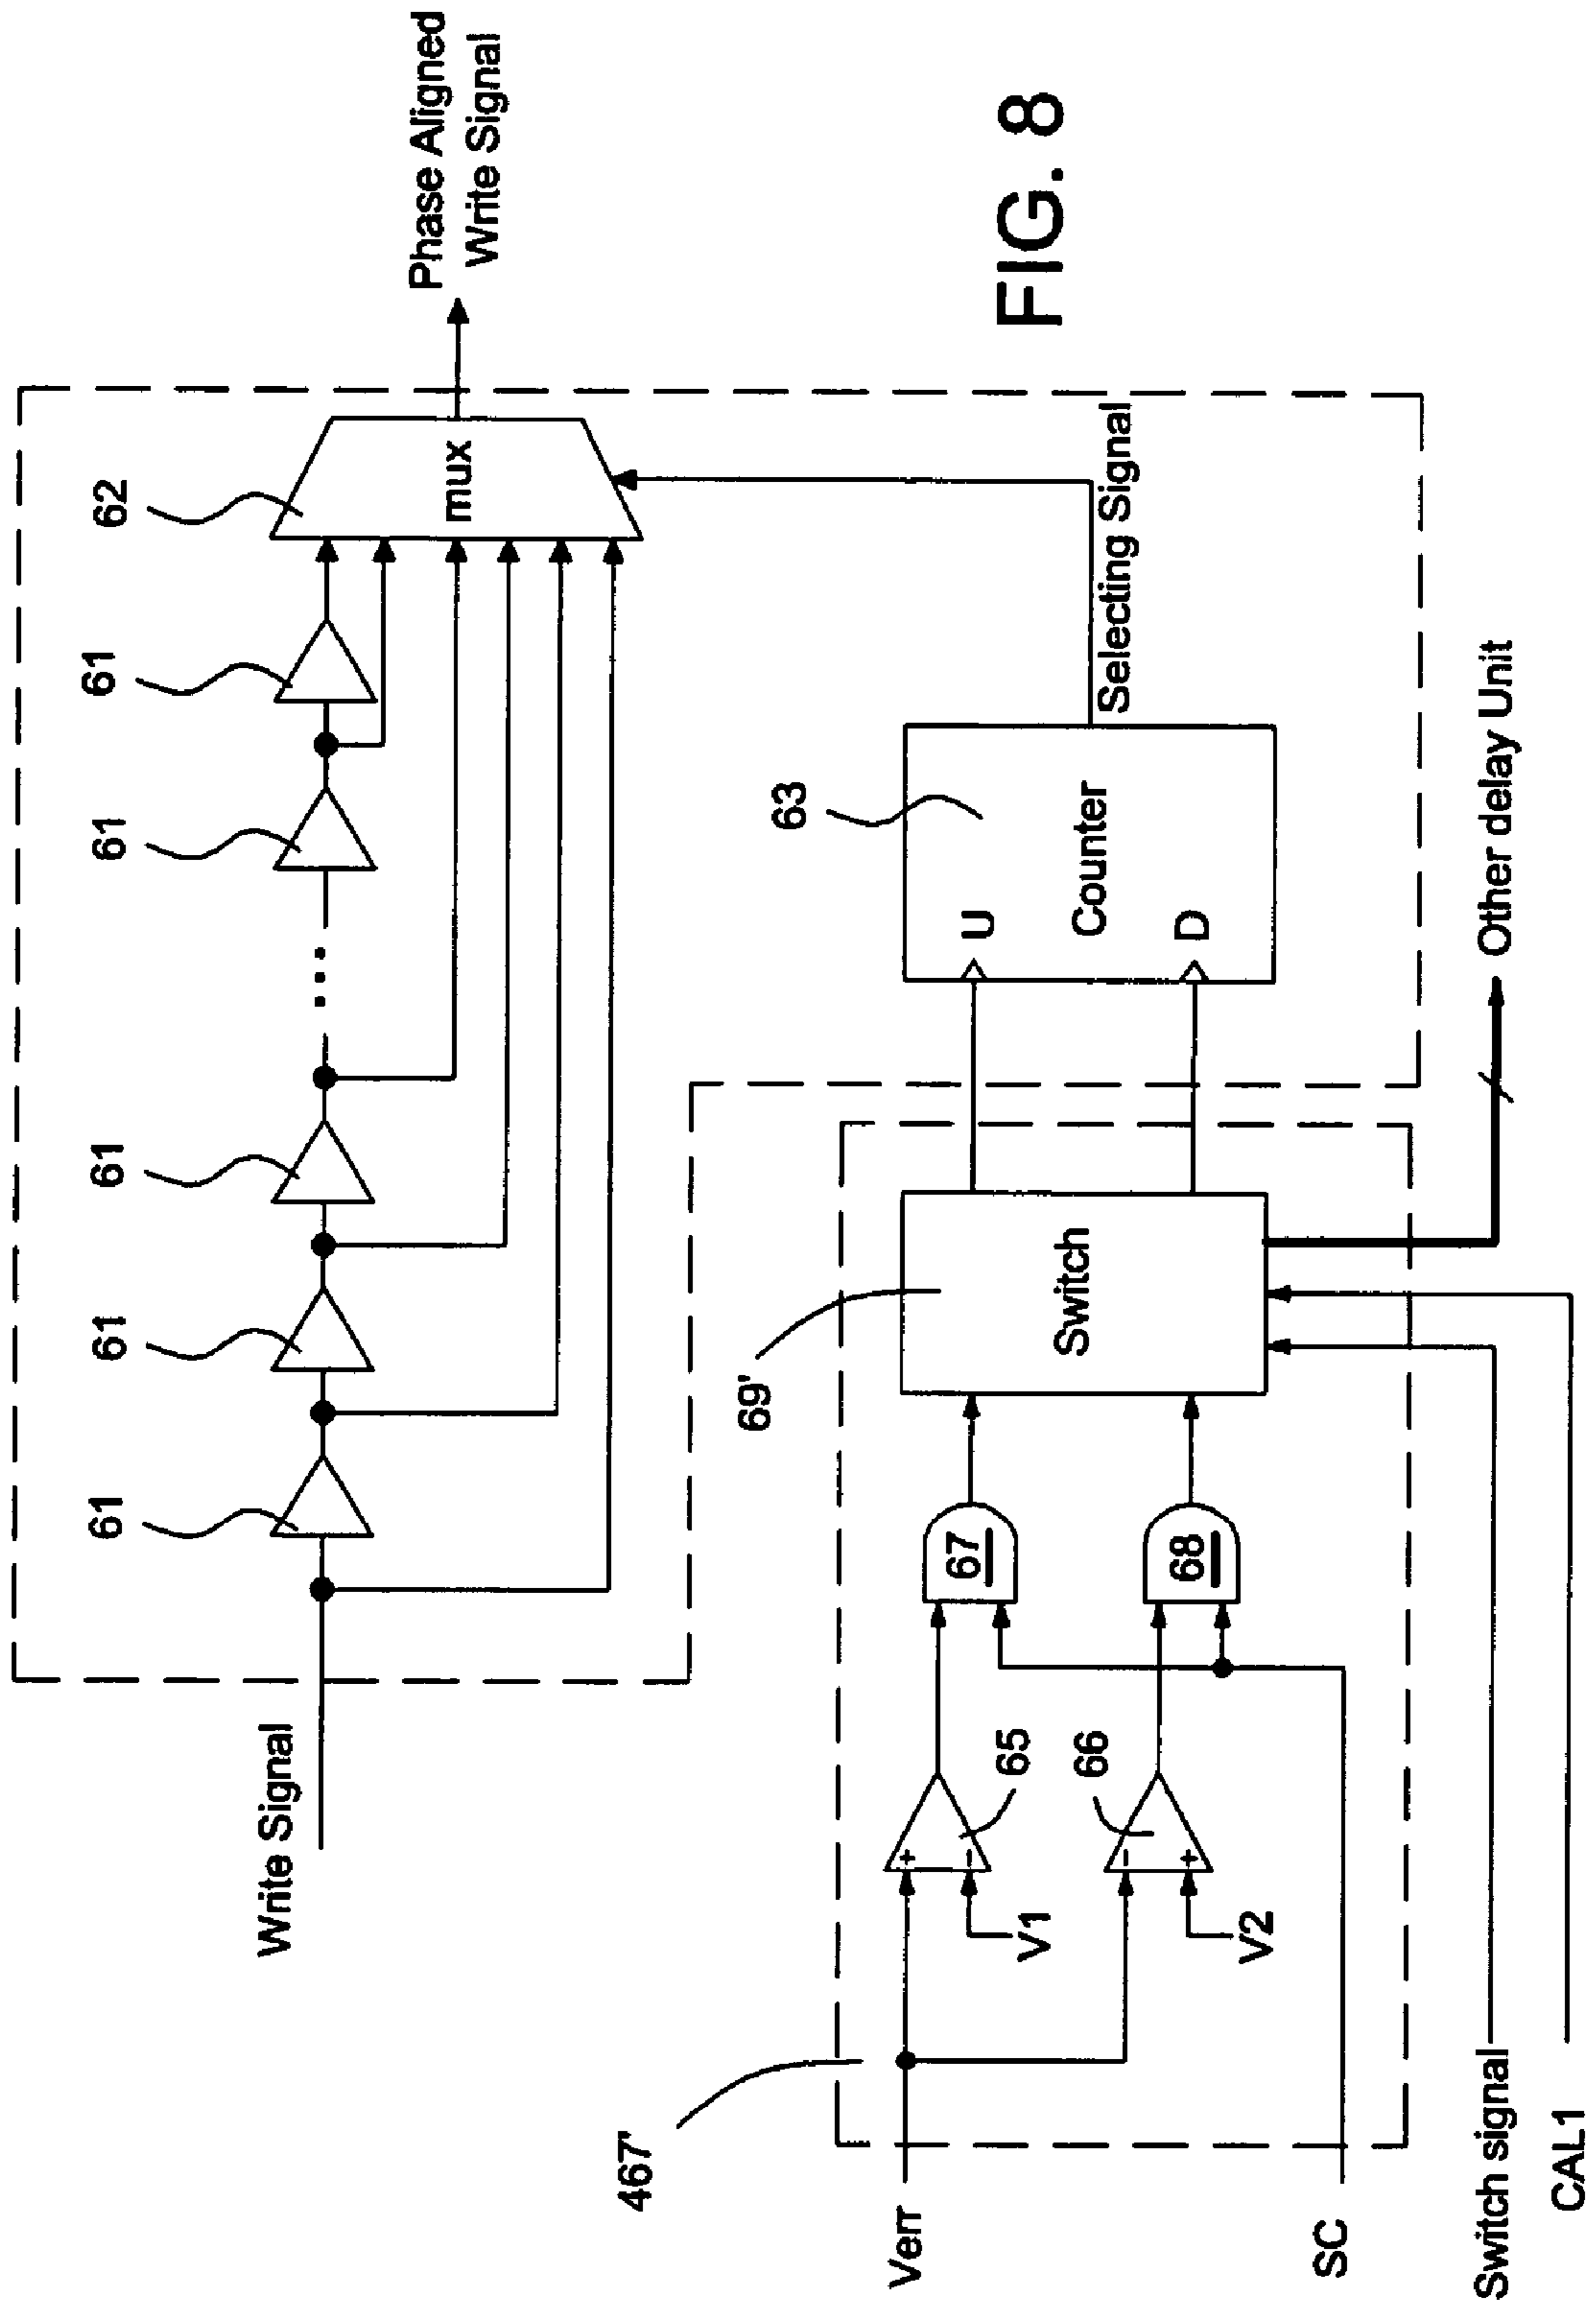 Write Signal
61
61
61
...
61
61
62
mux
Phase Aligned
Write Signal
467'
Verr
V1
V2
SC
+
−
65
−
+
66
67
68
69'
Switch
63
U
D
Counter
Selecting Signal
Other delay Unit
Switch signal
CAL1
FIG. 8